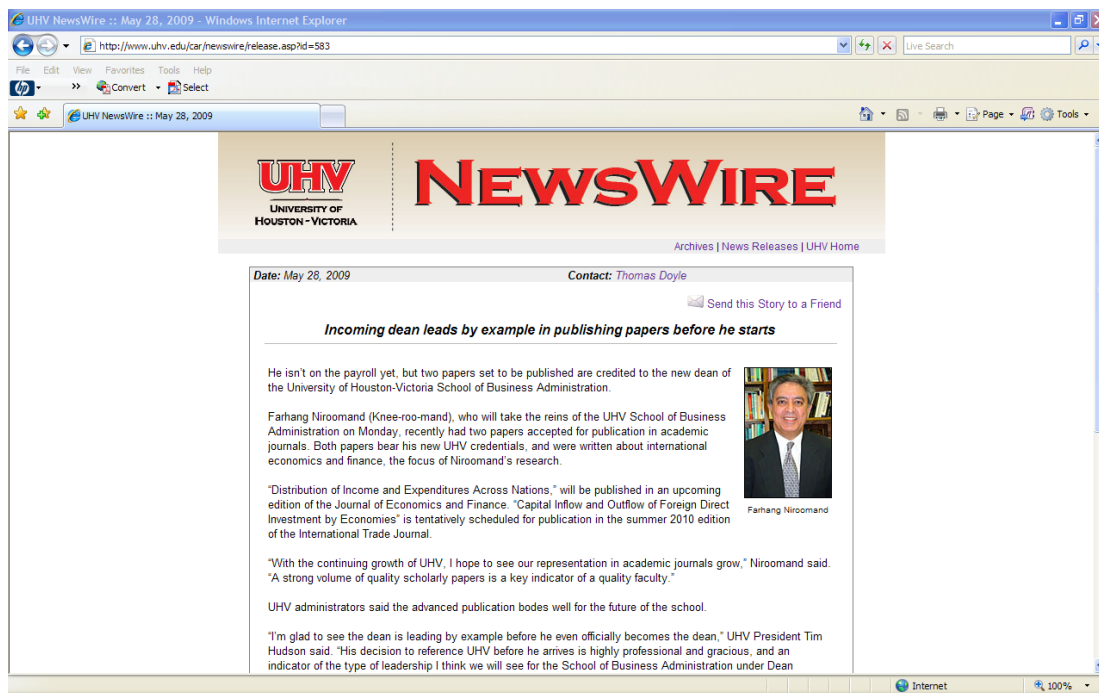 UHV NewsWire :: May 28, 2009 - Windows Internet Explorer
http://www.uhv.edu/car/newswire/release.asp?id=583
Live Search
File Edit View Favorites Tools Help
hp
» Convert Select
UHV NewsWire :: May 28, 2009
Page Tools
UHV
UNIVERSITY OF
HOUSTON-VICTORIA
NEWSWIRE
Archives | News Releases | UHV Home
Date: May 28, 2009 Contact: Thomas Doyle
Send this Story to a Friend
Incoming dean leads by example in publishing papers before he starts
He isn't on the payroll yet, but two papers set to be published are credited to the new dean of
the University of Houston-Victoria School of Business Administration.
Farhang Niroomand (Knee-roo-mand), who will take the reins of the UHV School of Business
Administration on Monday, recently had two papers accepted for publication in academic
journals. Both papers bear his new UHV credentials, and were written about international
economics and finance, the focus of Niroomand's research.
"Distribution of Income and Expenditures Across Nations," will be published in an upcoming
edition of the Journal of Economics and Finance. "Capital Inflow and Outflow of Foreign Direct
Investment by Economies" is tentatively scheduled for publication in the summer 2010 edition
of the International Trade Journal.
Farhang Niroomand
"With the continuing growth of UHV, I hope to see our representation in academic journals grow," Niroomand said.
"A strong volume of quality scholarly papers is a key indicator of a quality faculty."
UHV administrators said the advanced publication bodes well for the future of the school.
"I'm glad to see the dean is leading by example before he even officially becomes the dean," UHV President Tim
Hudson said. "His decision to reference UHV before he arrives is highly professional and gracious, and an
indicator of the type of leadership I think we will see for the School of Business Administration under Dean
Internet 100%